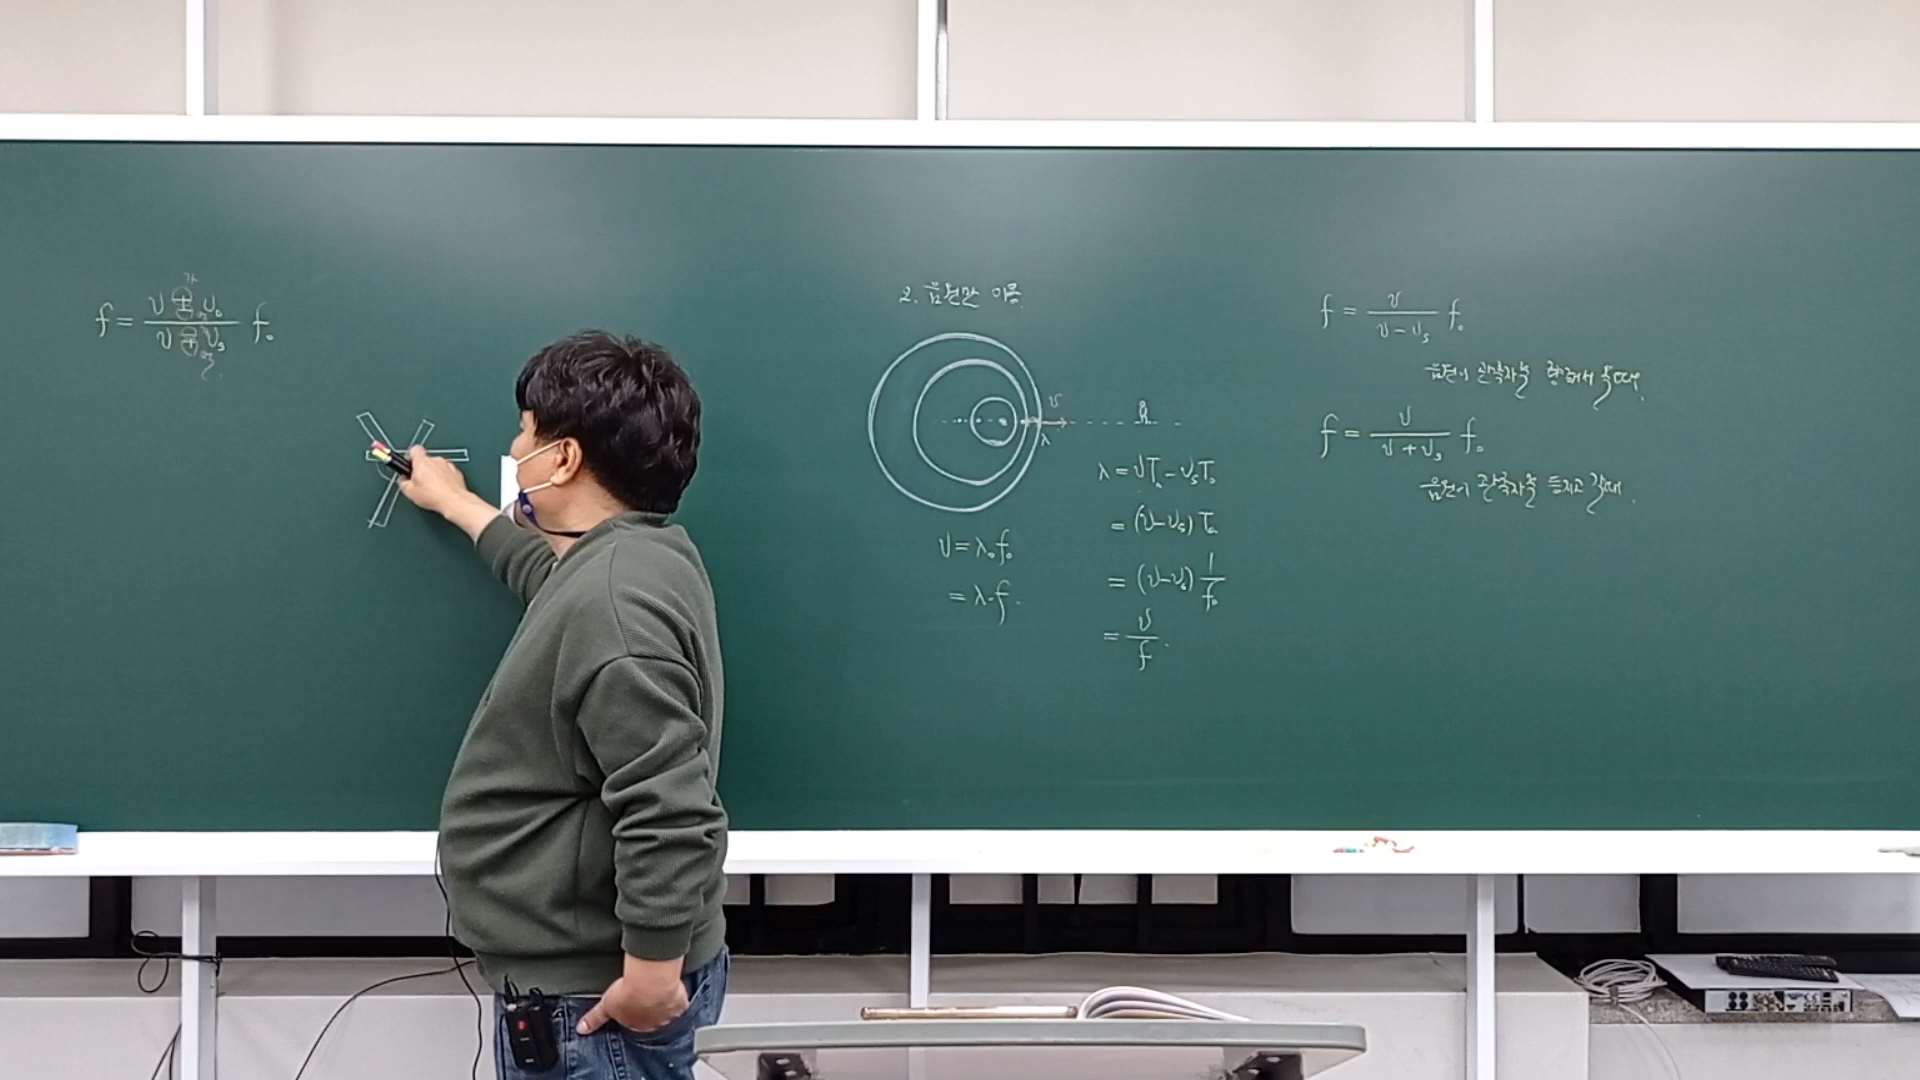 f = (v ± v₀)/(v ∓ vₛ) f₀
2. 음원만 이동
v
λ
λ = vT₀ - vₛT₀
= (v-vₛ) T₀
= (v-vₛ) 1/f₀
= v/f.
v = λ₀f₀
= λ·f.
f = v/(v - vₛ) f₀
음원이 관측자를 향해서 올때.
f = v/(v + vₛ) f₀
음원이 관측자를 등지고 갈때.